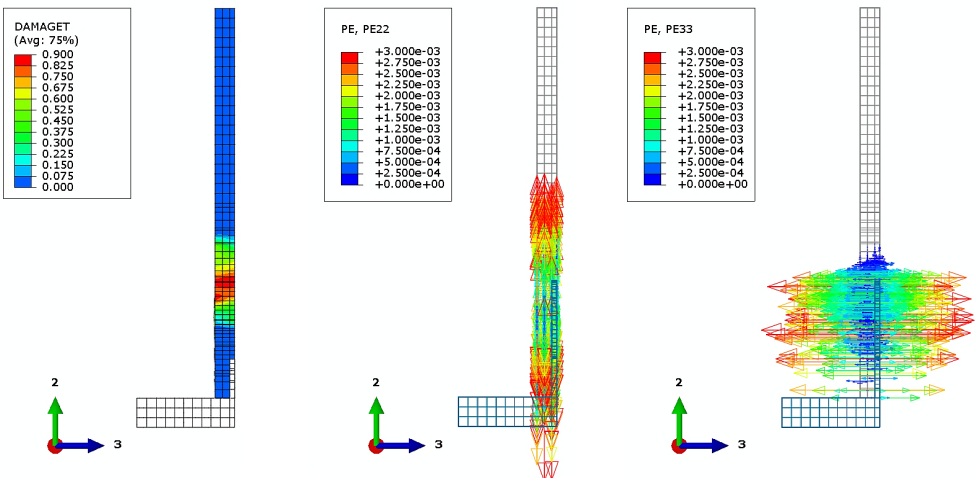 DAMAGET
(Avg: 75%)
0.900
0.825
0.750
0.675
0.600
0.525
0.450
0.375
0.300
0.225
0.150
0.075
0.000
2
3
PE, PE22
+3.000e-03
+2.750e-03
+2.500e-03
+2.250e-03
+2.000e-03
+1.750e-03
+1.500e-03
+1.250e-03
+1.000e-03
+7.500e-04
+5.000e-04
+2.500e-04
+0.000e+00
2
3
PE, PE33
+3.000e-03
+2.750e-03
+2.500e-03
+2.250e-03
+2.000e-03
+1.750e-03
+1.500e-03
+1.250e-03
+1.000e-03
+7.500e-04
+5.000e-04
+2.500e-04
+0.000e+00
2
3